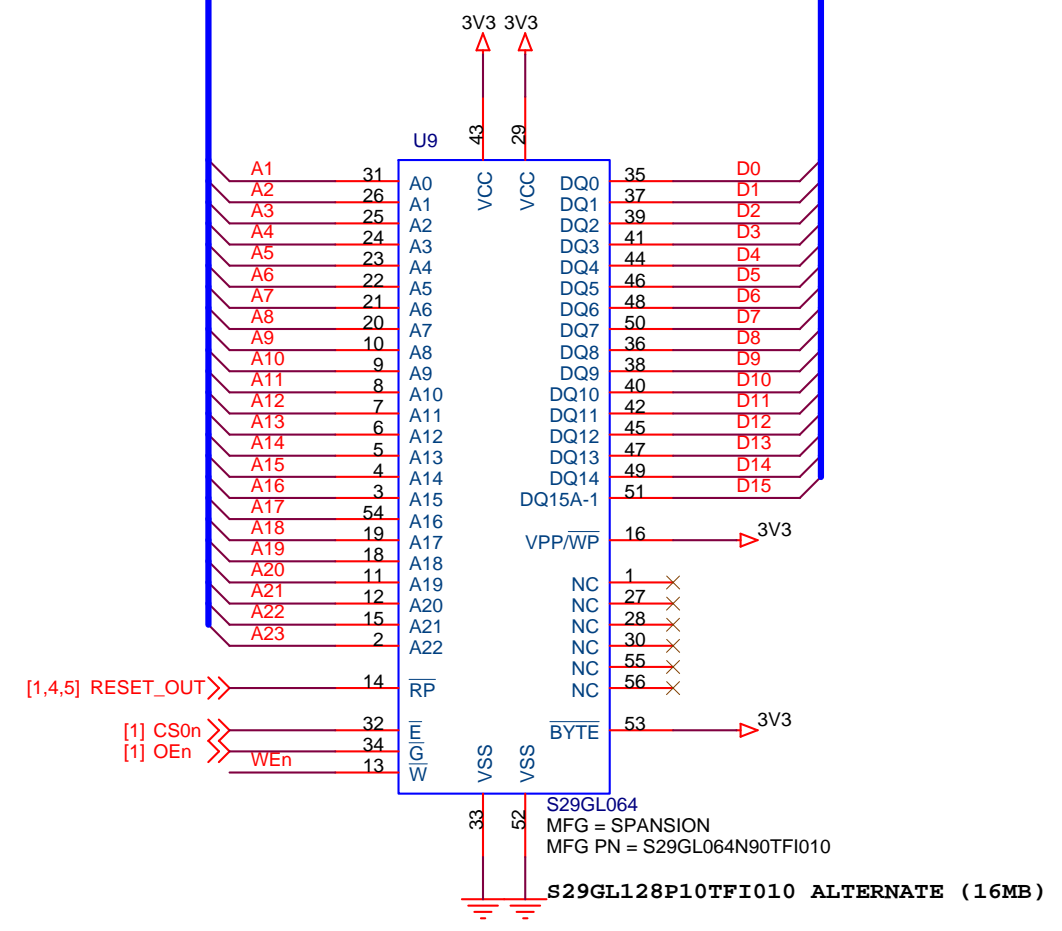 3V3 3V3
43 29
U9
A1 31 A0 VCC VCC DQ0 35 D0
A2 26 A1 DQ1 37 D1
A3 25 A2 DQ2 39 D2
A4 24 A3 DQ3 41 D3
A5 23 A4 DQ4 44 D4
A6 22 A5 DQ5 46 D5
A7 21 A6 DQ6 48 D6
A8 20 A7 DQ7 50 D7
A9 10 A8 DQ8 36 D8
A10 9 A9 DQ9 38 D9
A11 8 A10 DQ10 40 D10
A12 7 A11 DQ11 42 D11
A13 6 A12 DQ12 45 D12
A14 5 A13 DQ13 47 D13
A15 4 A14 DQ14 49 D14
A16 3 A15 DQ15A-1 51 D15
A17 54 A16
A18 19 A17 VPP/WP 16 3V3
A19 18 A18
A20 11 A19 NC 1
A21 12 A20 NC 27
A22 15 A21 NC 28
A23 2 A22 NC 30
NC 55
[1,4,5] RESET_OUT 14 RP NC 56
[1] CS0n 32 E BYTE 53 3V3
[1] OEn 34 G
WEn 13 W VSS VSS
33 52
S29GL064
MFG = SPANSION
MFG PN = S29GL064N90TFI010
S29GL128P10TFI010 ALTERNATE (16MB)